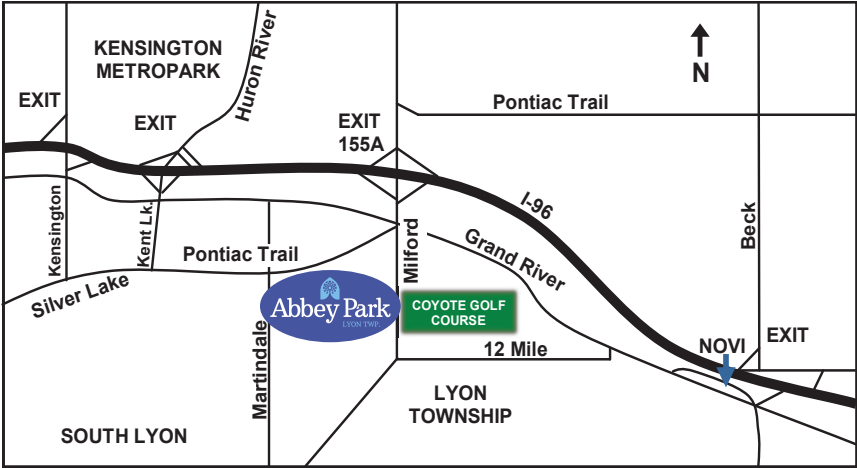 KENSINGTON
METROPARK
Huron River
N
EXIT
EXIT
EXIT
155A
Pontiac Trail
I-96
Kensington
Kent Lk.
Milford
Beck
Grand River
Pontiac Trail
Silver Lake
Abbey Park
LYON TWP.
COYOTE GOLF
COURSE
Martindale
12 Mile
NOVI
EXIT
LYON
TOWNSHIP
SOUTH LYON